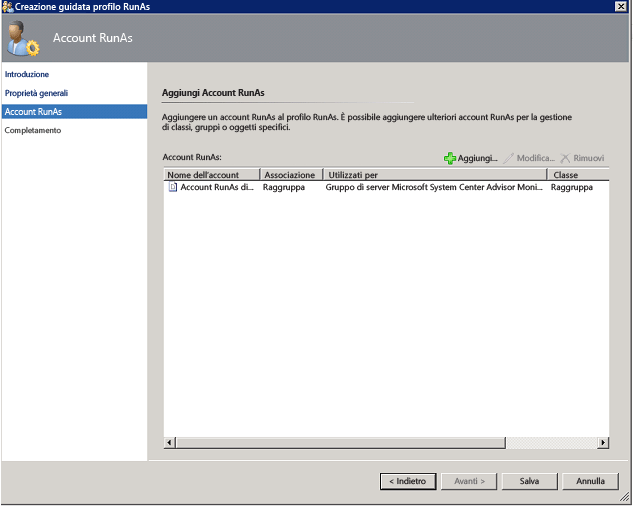 Creazione guidata profilo RunAs
Account RunAs
Introduzione
Proprietà generali
Account RunAs
Completamento
Aggiungi Account RunAs
Aggiungere un account RunAs al profilo RunAs. È possibile aggiungere ulteriori account RunAs per la gestione
di classi, gruppi o oggetti specifici.
Account RunAs:
Aggiungi... Modifica... Rimuovi
Nome dell'account Associazione Utilizzati per Classe
Account RunAs di... Raggruppa Gruppo di server Microsoft System Center Advisor Moni... Raggruppa
< Indietro Avanti > Salva Annulla